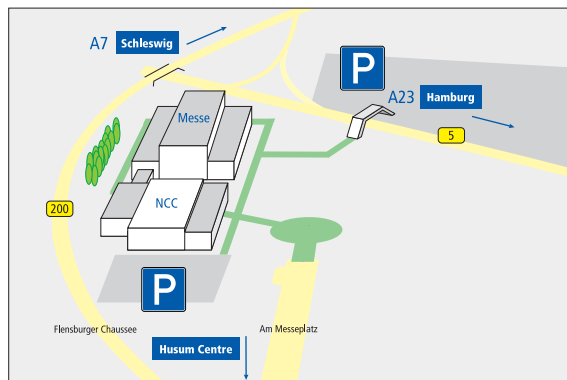 A7 Schleswig
P
A23 Hamburg
Messe
5
NCC
200
P
Flensburger Chaussee
Am Messeplatz
Husum Centre